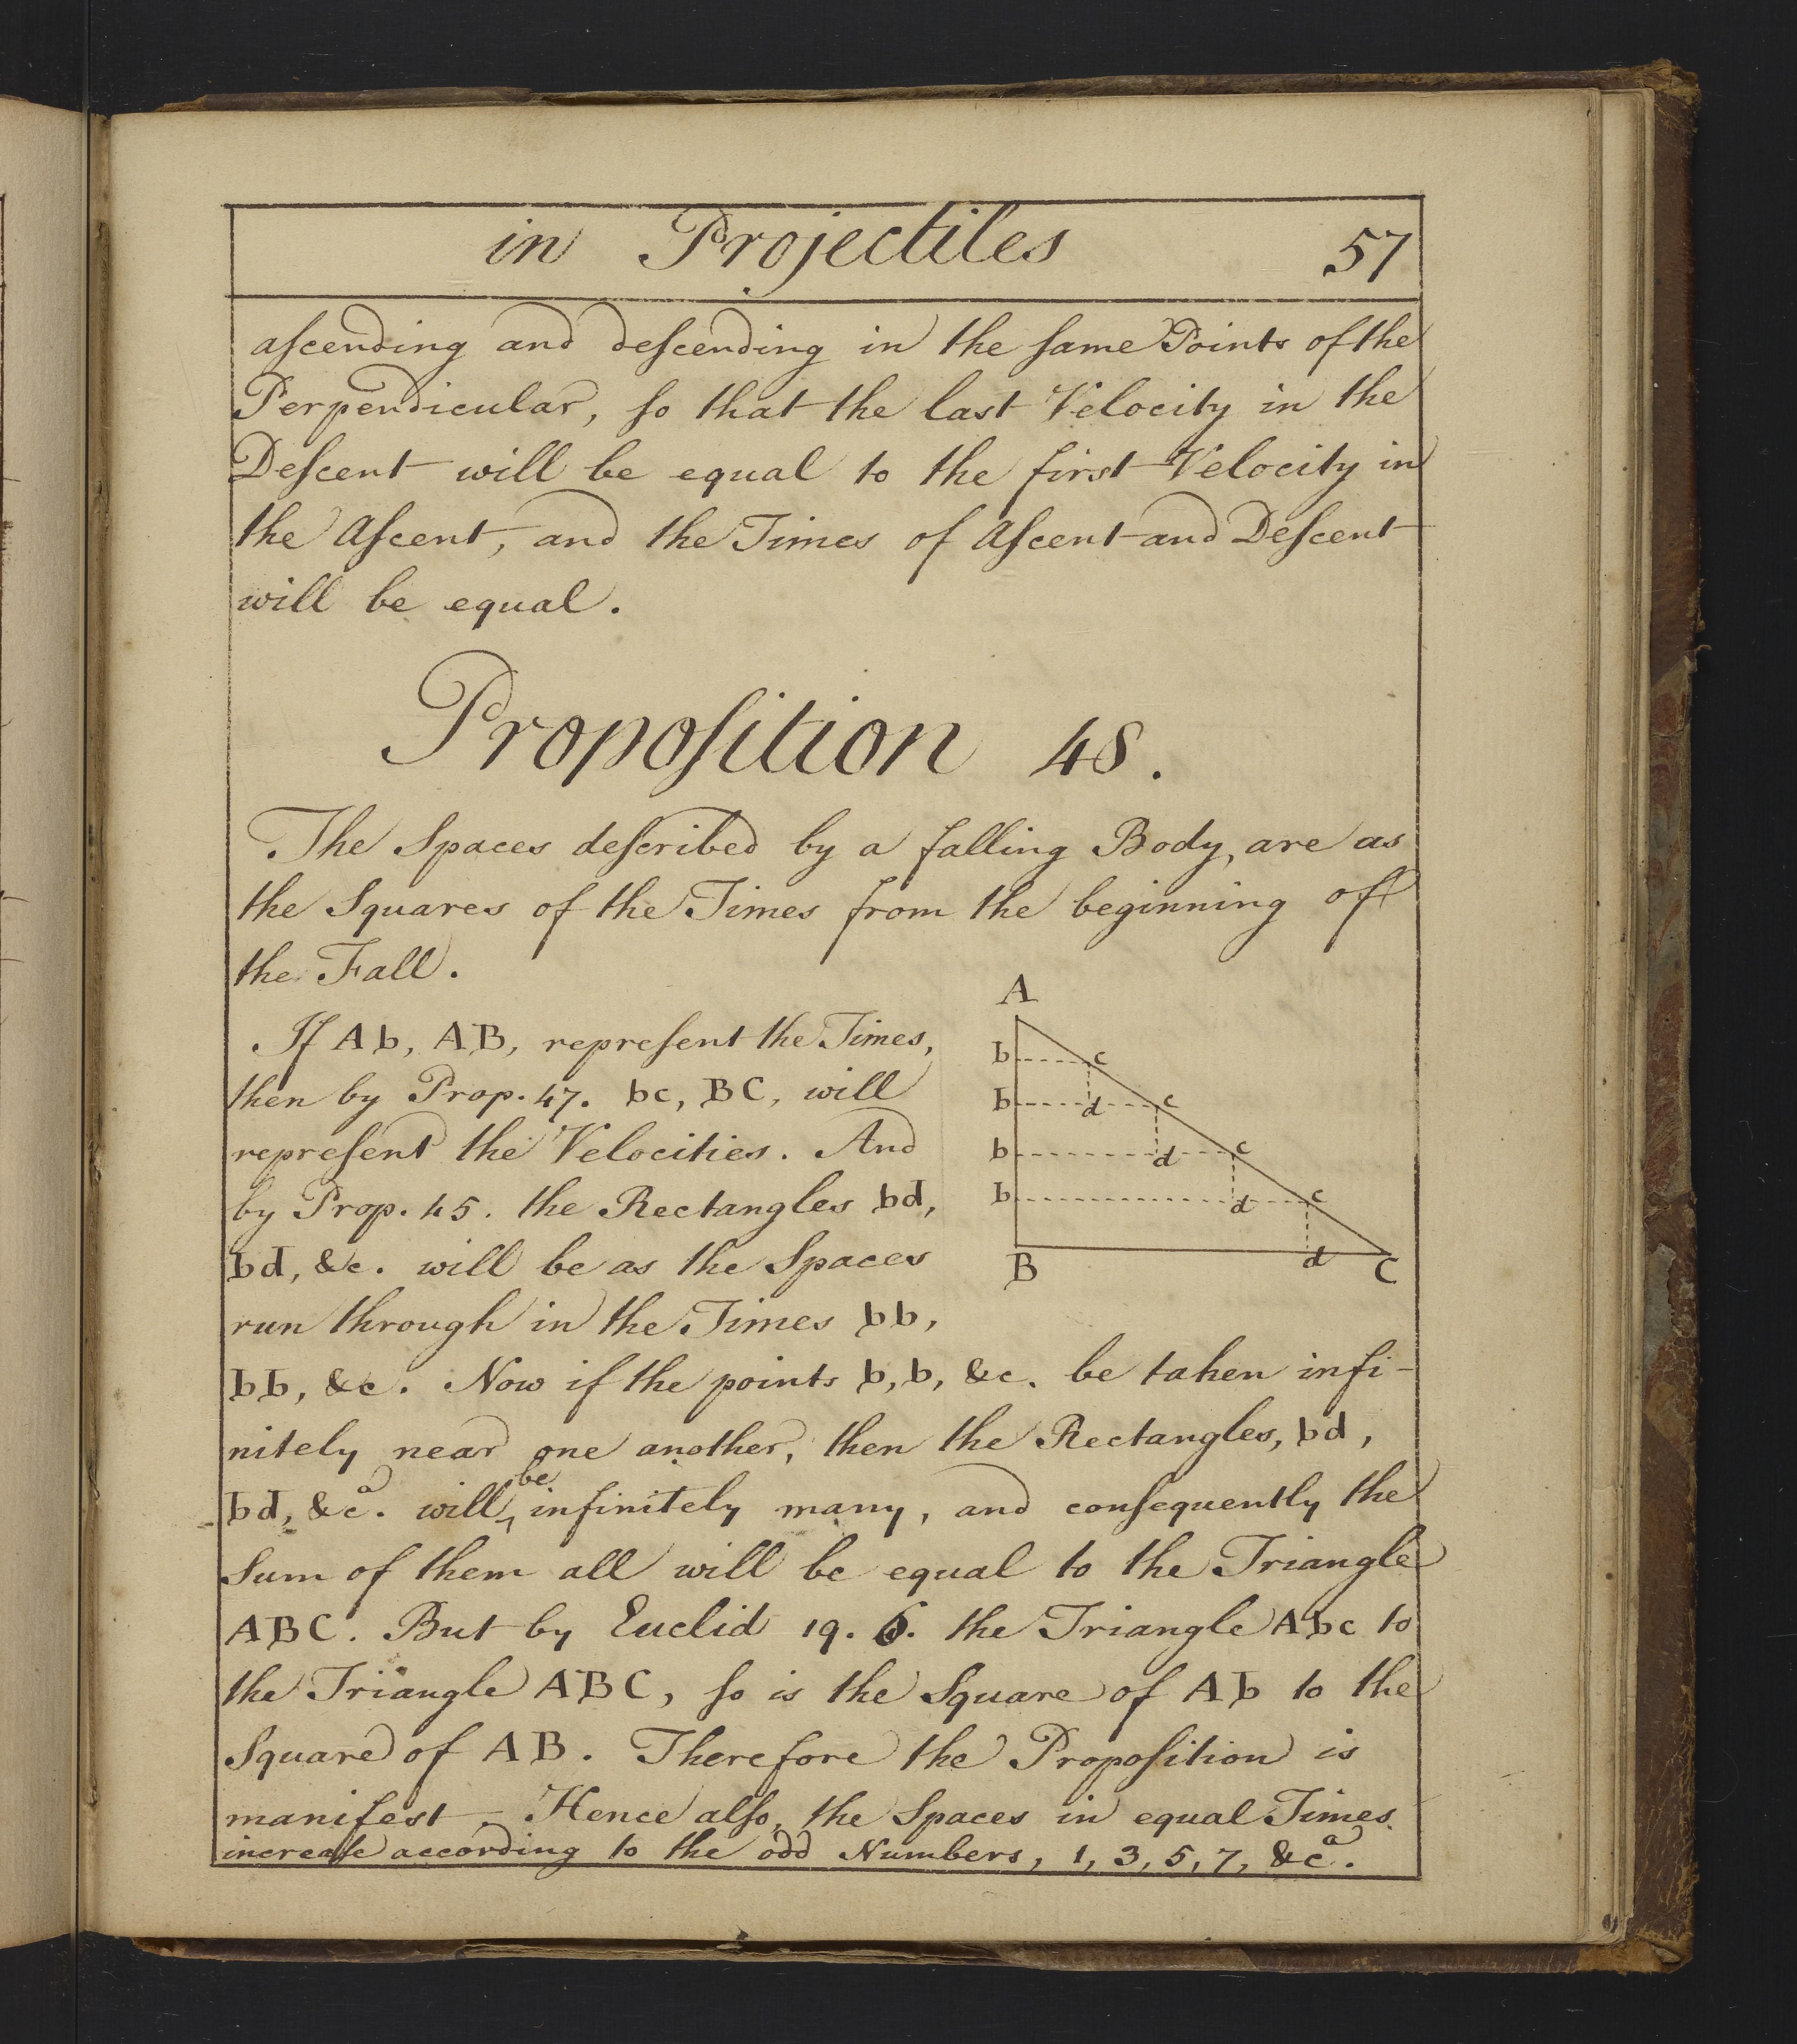 in Projectiles 57
aſcending and deſcending in the ſame Points of the
Perpendicular, ſo that the last Velocity in the
Deſcent will be equal to the first Velocity in
the Aſcent, and the Times of Aſcent and Deſcent
will be equal.
Propoſition 48.
The Spaces deſcribed by a falling Body, are as
the Squares of the Times from the beginning of
the Fall.
If Ab, AB, repreſent the Times,
then by Prop. 47. bc, BC, will
repreſent the Velocities. And
by Prop. 45. the Rectangles bd,
bd, &c. will be as the Spaces
run through in the Times bb,
A
b c
b d c
b d c
b d c
B d C
bb, &c. Now if the points b, b, &c. be taken infi-
nitely near one another, then the Rectangles, bd,
bd, &cª. will be infinitely many, and conſequently the
Sum of them all will be equal to the Triangle
ABC. But by Euclid 19. 6. the Triangle Abc to
the Triangle ABC, ſo is the Square of Ab to the
Square of AB. Therefore the Propoſition is
manifest. Hence alſo, the Spaces in equal Times
increaſe according to the odd Numbers, 1, 3, 5, 7, &cª.